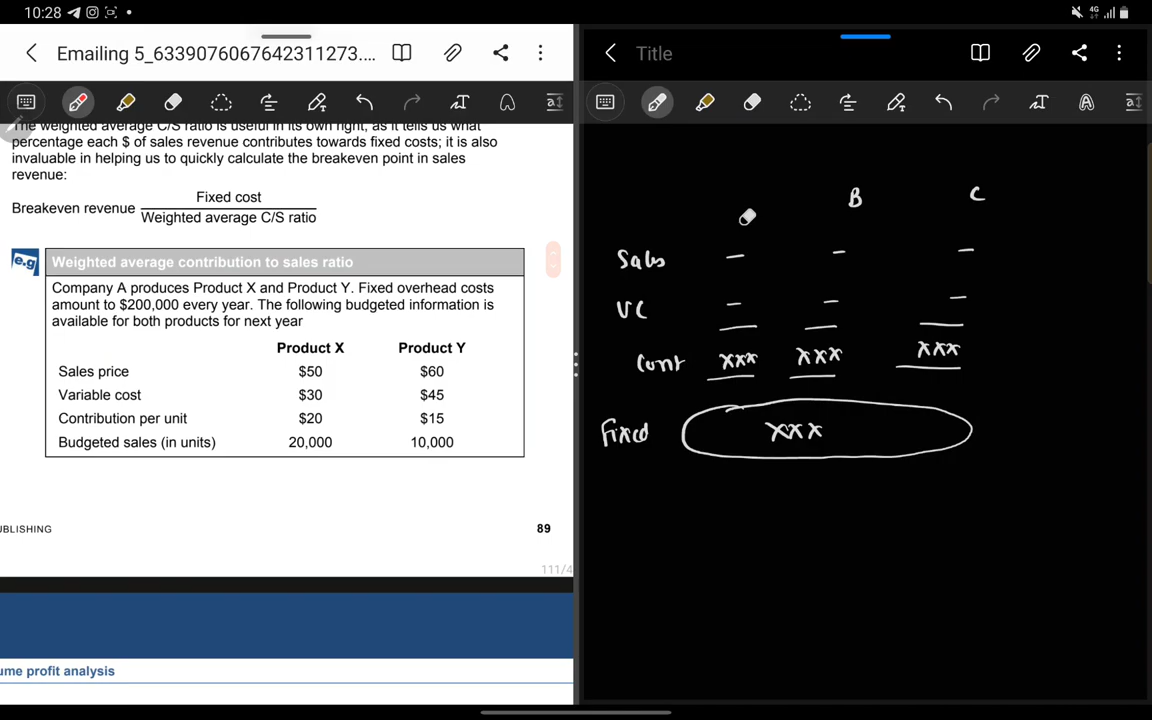 10:28
4G
Emailing 5_6339076067642311273....
Title
The weighted average C/S ratio is useful in its own right, as it tells us what
percentage each $ of sales revenue contributes towards fixed costs; it is also
invaluable in helping us to quickly calculate the breakeven point in sales
revenue:
Breakeven revenue Fixed cost
Weighted average C/S ratio
e.g Weighted average contribution to sales ratio
Company A produces Product X and Product Y. Fixed overhead costs
amount to $200,000 every year. The following budgeted information is
available for both products for next year
Product X Product Y
Sales price $50 $60
Variable cost $30 $45
Contribution per unit $20 $15
Budgeted sales (in units) 20,000 10,000
UBLISHING 89
111/4
ume profit analysis
B C
Sales - - -
VC - - -
Cont xxx xxx xxx
Fixed xxx